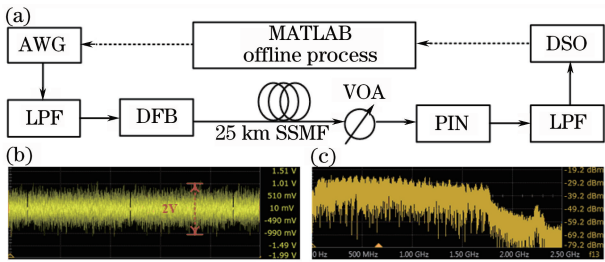 (a)
AWG
MATLAB
offline process
DSO
LPF
DFB
25 km SSMF
VOA
PIN
LPF
(b)
1.51 V
1.01 V
510 mV
10 mV
-490 mV
-990 mV
-1.49 V
-1.99 V
2V
(c)
-19.2 dBm
-29.2 dBm
-39.2 dBm
-49.2 dBm
-59.2 dBm
-69.2 dBm
-79.2 dBm
0 Hz
500 MHz
1.00 GHz
1.50 GHz
2.00 GHz
2.50 GHz
f13